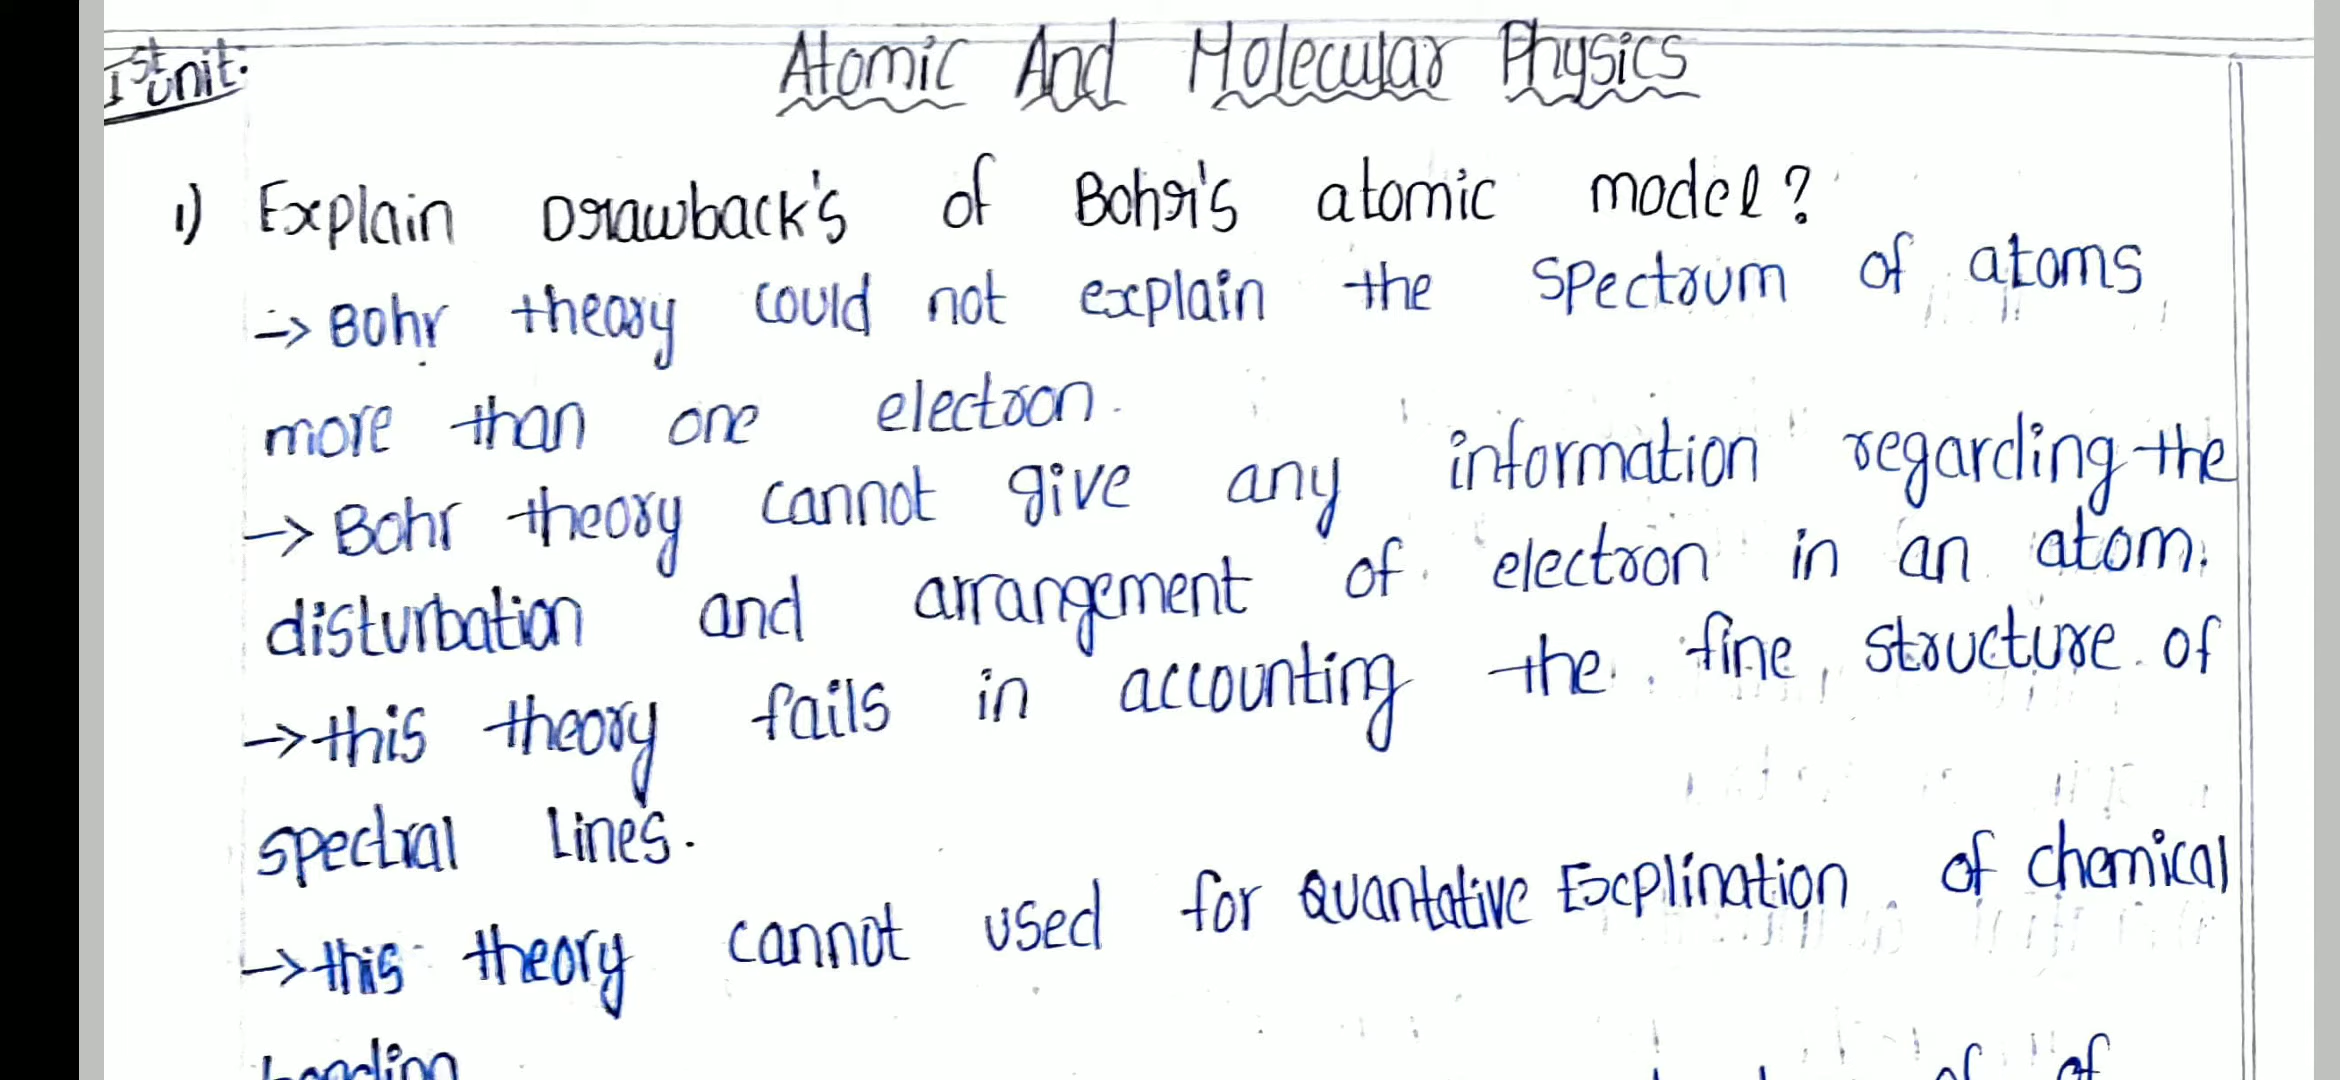 1st Unit.
Atomic And Molecular Physics
1) Explain Drawback's of Bohr's atomic model?
-> Bohr theory could not explain the spectrum of atoms
more than one electron.
-> Bohr theory cannot give any information regarding the
disturbation and arrangement of electron in an atom.
-> this theory fails in accounting the fine structure of
spectral Lines.
-> this theory cannot used for Quantative Explination of chemical
bonding
of of